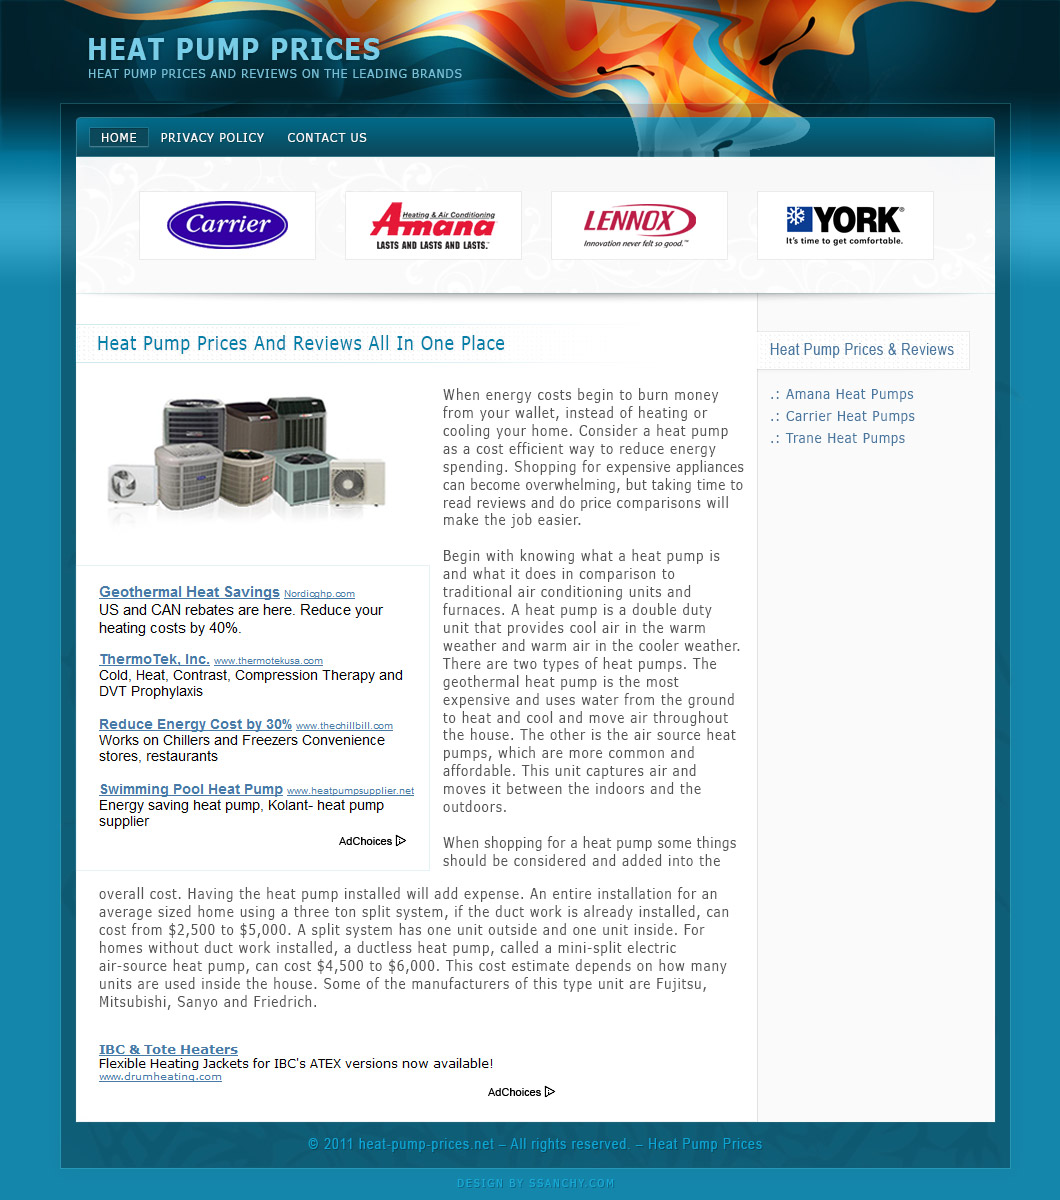 HEAT PUMP PRICES
HEAT PUMP PRICES AND REVIEWS ON THE LEADING BRANDS
HOME
PRIVACY POLICY
CONTACT US
Carrier
Heating & Air Conditioning
Amana
LASTS AND LASTS AND LASTS.™
LENNOX
Innovation never felt so good.™
YORK®
It's time to get comfortable.
Heat Pump Prices And Reviews All In One Place
When energy costs begin to burn money
from your wallet, instead of heating or
cooling your home. Consider a heat pump
as a cost efficient way to reduce energy
spending. Shopping for expensive appliances
can become overwhelming, but taking time to
read reviews and do price comparisons will
make the job easier.
Begin with knowing what a heat pump is
and what it does in comparison to
traditional air conditioning units and
furnaces. A heat pump is a double duty
unit that provides cool air in the warm
weather and warm air in the cooler weather.
There are two types of heat pumps. The
geothermal heat pump is the most
expensive and uses water from the ground
to heat and cool and move air throughout
the house. The other is the air source heat
pumps, which are more common and
affordable. This unit captures air and
moves it between the indoors and the
outdoors.
When shopping for a heat pump some things
should be considered and added into the
overall cost. Having the heat pump installed will add expense. An entire installation for an
average sized home using a three ton split system, if the duct work is already installed, can
cost from $2,500 to $5,000. A split system has one unit outside and one unit inside. For
homes without duct work installed, a ductless heat pump, called a mini-split electric
air-source heat pump, can cost $4,500 to $6,000. This cost estimate depends on how many
units are used inside the house. Some of the manufacturers of this type unit are Fujitsu,
Mitsubishi, Sanyo and Friedrich.
Geothermal Heat Savings Nordicghp.com
US and CAN rebates are here. Reduce your
heating costs by 40%.
ThermoTek, Inc. www.thermotekusa.com
Cold, Heat, Contrast, Compression Therapy and
DVT Prophylaxis
Reduce Energy Cost by 30% www.thechillbill.com
Works on Chillers and Freezers Convenience
stores, restaurants
Swimming Pool Heat Pump www.heatpumpsupplier.net
Energy saving heat pump, Kolant- heat pump
supplier
AdChoices
IBC & Tote Heaters
Flexible Heating Jackets for IBC's ATEX versions now available!
www.drumheating.com
AdChoices
Heat Pump Prices & Reviews
.: Amana Heat Pumps
.: Carrier Heat Pumps
.: Trane Heat Pumps
© 2011 heat-pump-prices.net – All rights reserved. – Heat Pump Prices
DESIGN BY SSANCHY.COM